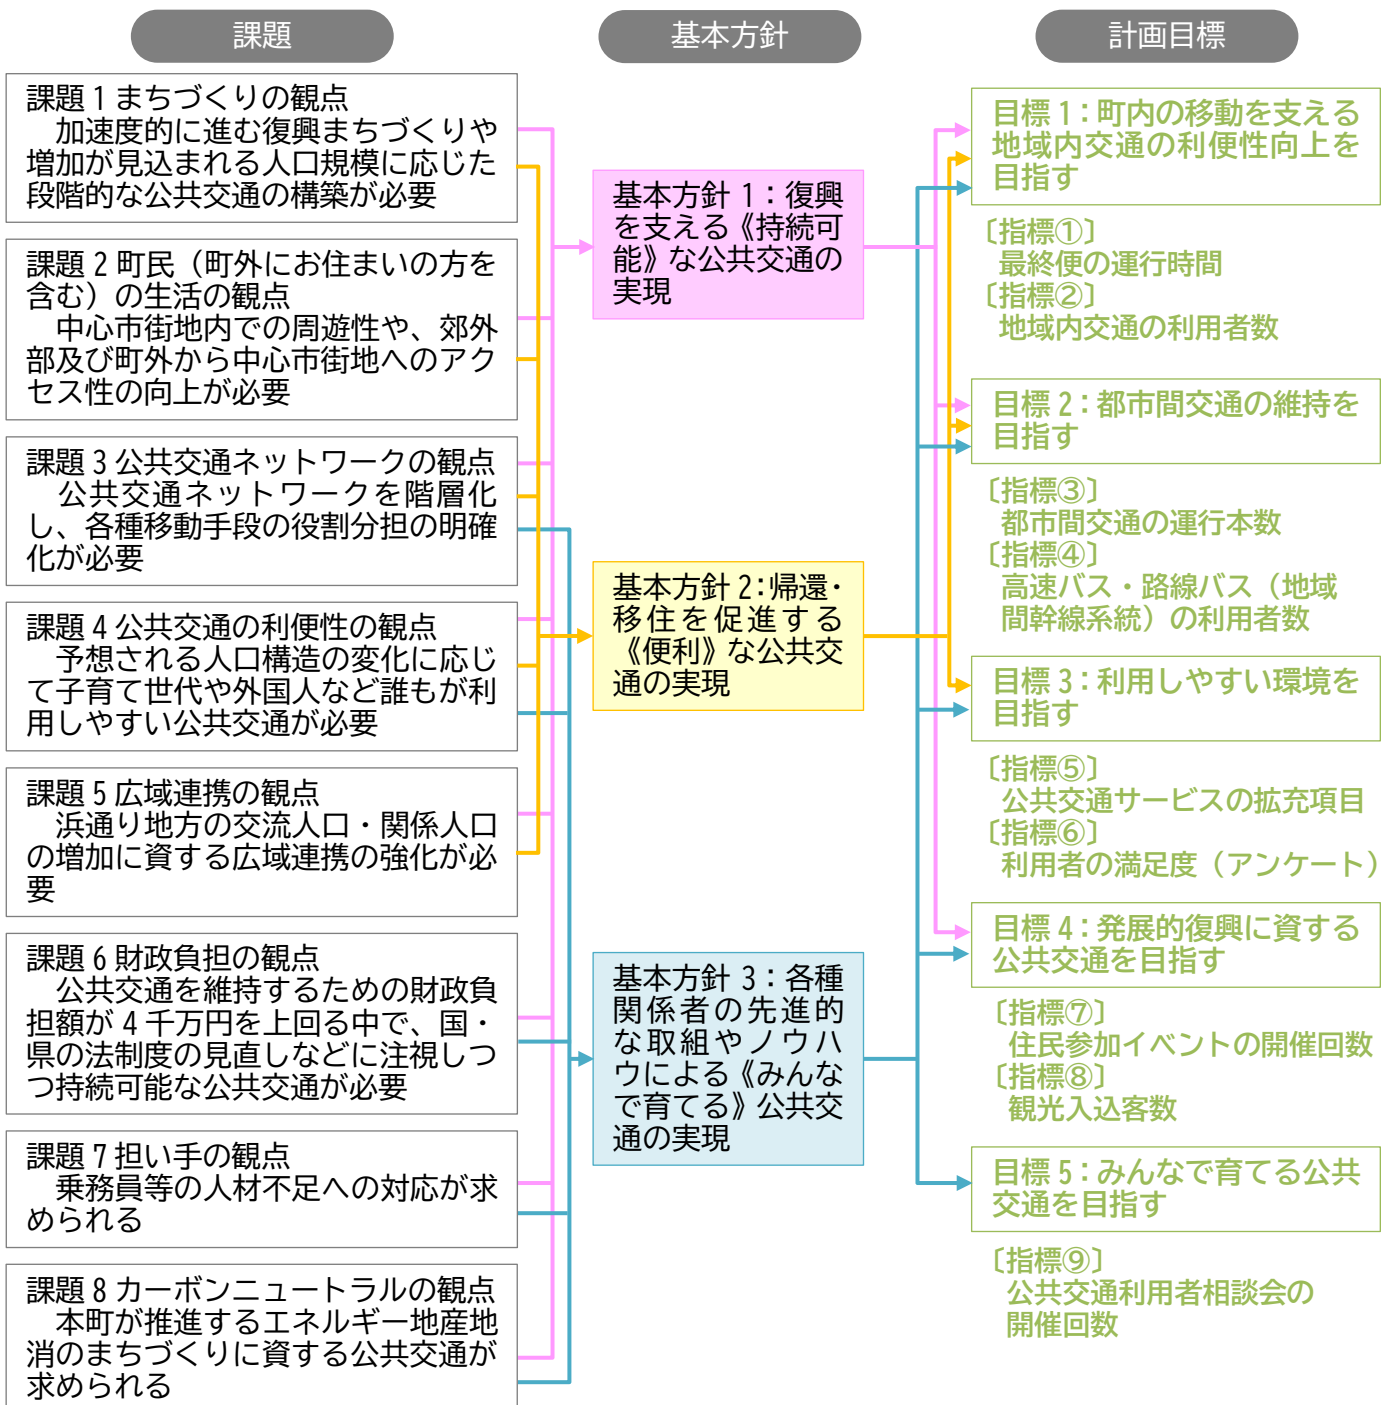 課題
課題1まちづくりの観点
加速度的に進む復興まちづくりや
増加が見込まれる人口規模に応じた
段階的な公共交通の構築が必要
課題2町民（町外にお住まいの方を
含む）の生活の観点
中心市街地内での周遊性や、郊外
部及び町外から中心市街地へのアク
セス性の向上が必要
課題3公共交通ネットワークの観点
公共交通ネットワークを階層化
し、各種移動手段の役割分担の明確
化が必要
課題4公共交通の利便性の観点
予想される人口構造の変化に応じ
て子育て世代や外国人など誰もが利
用しやすい公共交通が必要
課題5広域連携の観点
浜通り地方の交流人口・関係人口
の増加に資する広域連携の強化が必
要
課題6財政負担の観点
公共交通を維持するための財政負
担額が4千万円を上回る中で、国・
県の法制度の見直しなどに注視しつ
つ持続可能な公共交通が必要
課題7担い手の観点
乗務員等の人材不足への対応が求
められる
課題8カーボンニュートラルの観点
本町が推進するエネルギー地産地
消のまちづくりに資する公共交通が
求められる
基本方針
基本方針1：復興
を支える《持続可
能》な公共交通の
実現
基本方針2：帰還・
移住を促進する
《便利》な公共交
通の実現
基本方針3：各種
関係者の先進的
な取組やノウハ
ウによる《みんな
で育てる》公共交
通の実現
計画目標
目標1：町内の移動を支える
地域内交通の利便性向上を
目指す
〔指標①〕
最終便の運行時間
〔指標②〕
地域内交通の利用者数
目標2：都市間交通の維持を
目指す
〔指標③〕
都市間交通の運行本数
〔指標④〕
高速バス・路線バス（地域
間幹線系統）の利用者数
目標3：利用しやすい環境を
目指す
〔指標⑤〕
公共交通サービスの拡充項目
〔指標⑥〕
利用者の満足度（アンケート）
目標4：発展的復興に資する
公共交通を目指す
〔指標⑦〕
住民参加イベントの開催回数
〔指標⑧〕
観光入込客数
目標5：みんなで育てる公共
交通を目指す
〔指標⑨〕
公共交通利用者相談会の
開催回数